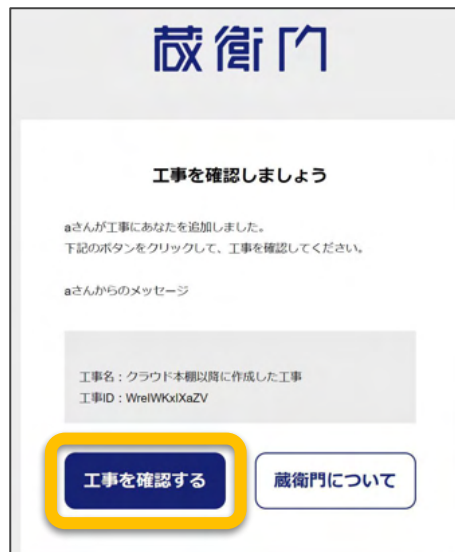 蔵衛門
工事を確認しましょう
aさんが工事にあなたを追加しました。
下記のボタンをクリックして、工事を確認してください。
aさんからのメッセージ
工事名：クラウド本棚以降に作成した工事
工事ID：WreIWKxIXaZV
工事を確認する
蔵衛門について